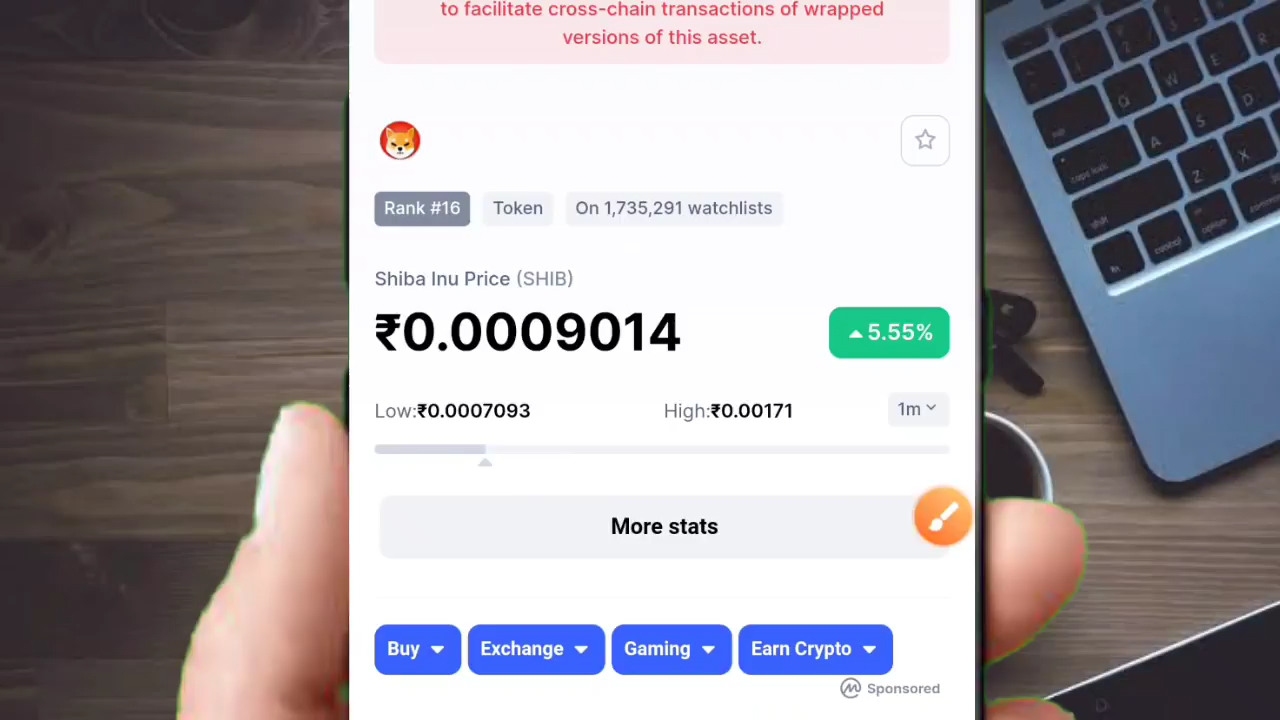 to facilitate cross-chain transactions of wrapped
versions of this asset.
Rank #16 Token On 1,735,291 watchlists
Shiba Inu Price (SHIB)
₹0.0009014 5.55%
Low:₹0.0007093 High:₹0.00171 1m
More stats
Buy Exchange Gaming Earn Crypto
Sponsored